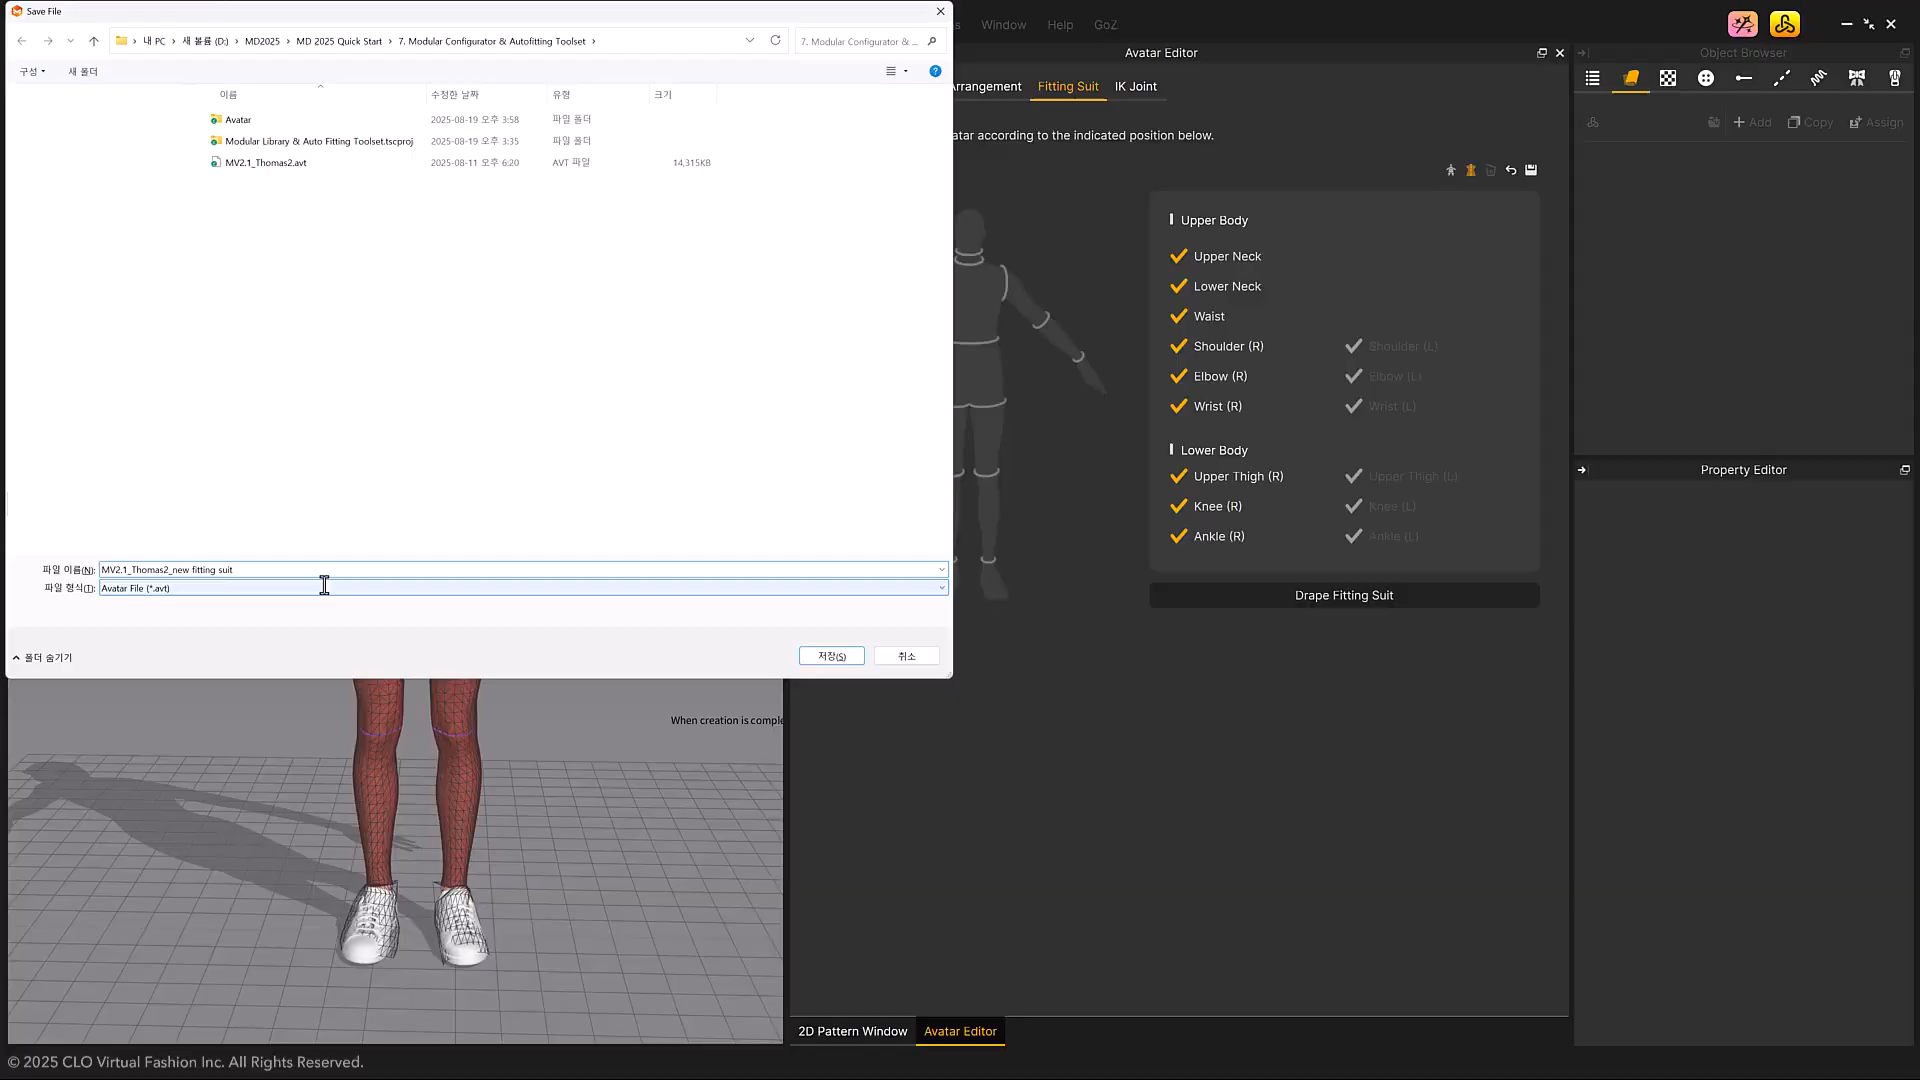 Save File
내 PC
새 볼륨 (D:)
MD2025
MD 2025 Quick Start
7. Modular Configurator & Autofitting Toolset
7. Modular Configurator & ...
구성
새 폴더
이름
수정한 날짜
유형
크기
Avatar
2025-08-19 오후 3:58
파일 폴더
Modular Library & Auto Fitting Toolset.tscproj
2025-08-19 오후 3:35
파일 폴더
MV2.1_Thomas2.avt
2025-08-11 오후 6:20
AVT 파일
14,315KB
파일 이름(N):
MV2.1_Thomas2_new fitting suit
파일 형식(T):
Avatar File (*.avt)
폴더 숨기기
저장(S)
취소
Window
Help
GoZ
Avatar Editor
Fitting Suit
IK Joint
according to the indicated position below.
Upper Body
Upper Neck
Lower Neck
Waist
Shoulder (R)
Shoulder (L)
Elbow (R)
Elbow (L)
Wrist (R)
Wrist (L)
Lower Body
Upper Thigh (R)
Upper Thigh (L)
Knee (R)
Knee (L)
Ankle (R)
Ankle (L)
Drape Fitting Suit
Object Browser
+ Add
Copy
Assign
Property Editor
When creation is comple
2D Pattern Window
Avatar Editor
© 2025 CLO Virtual Fashion Inc. All Rights Reserved.